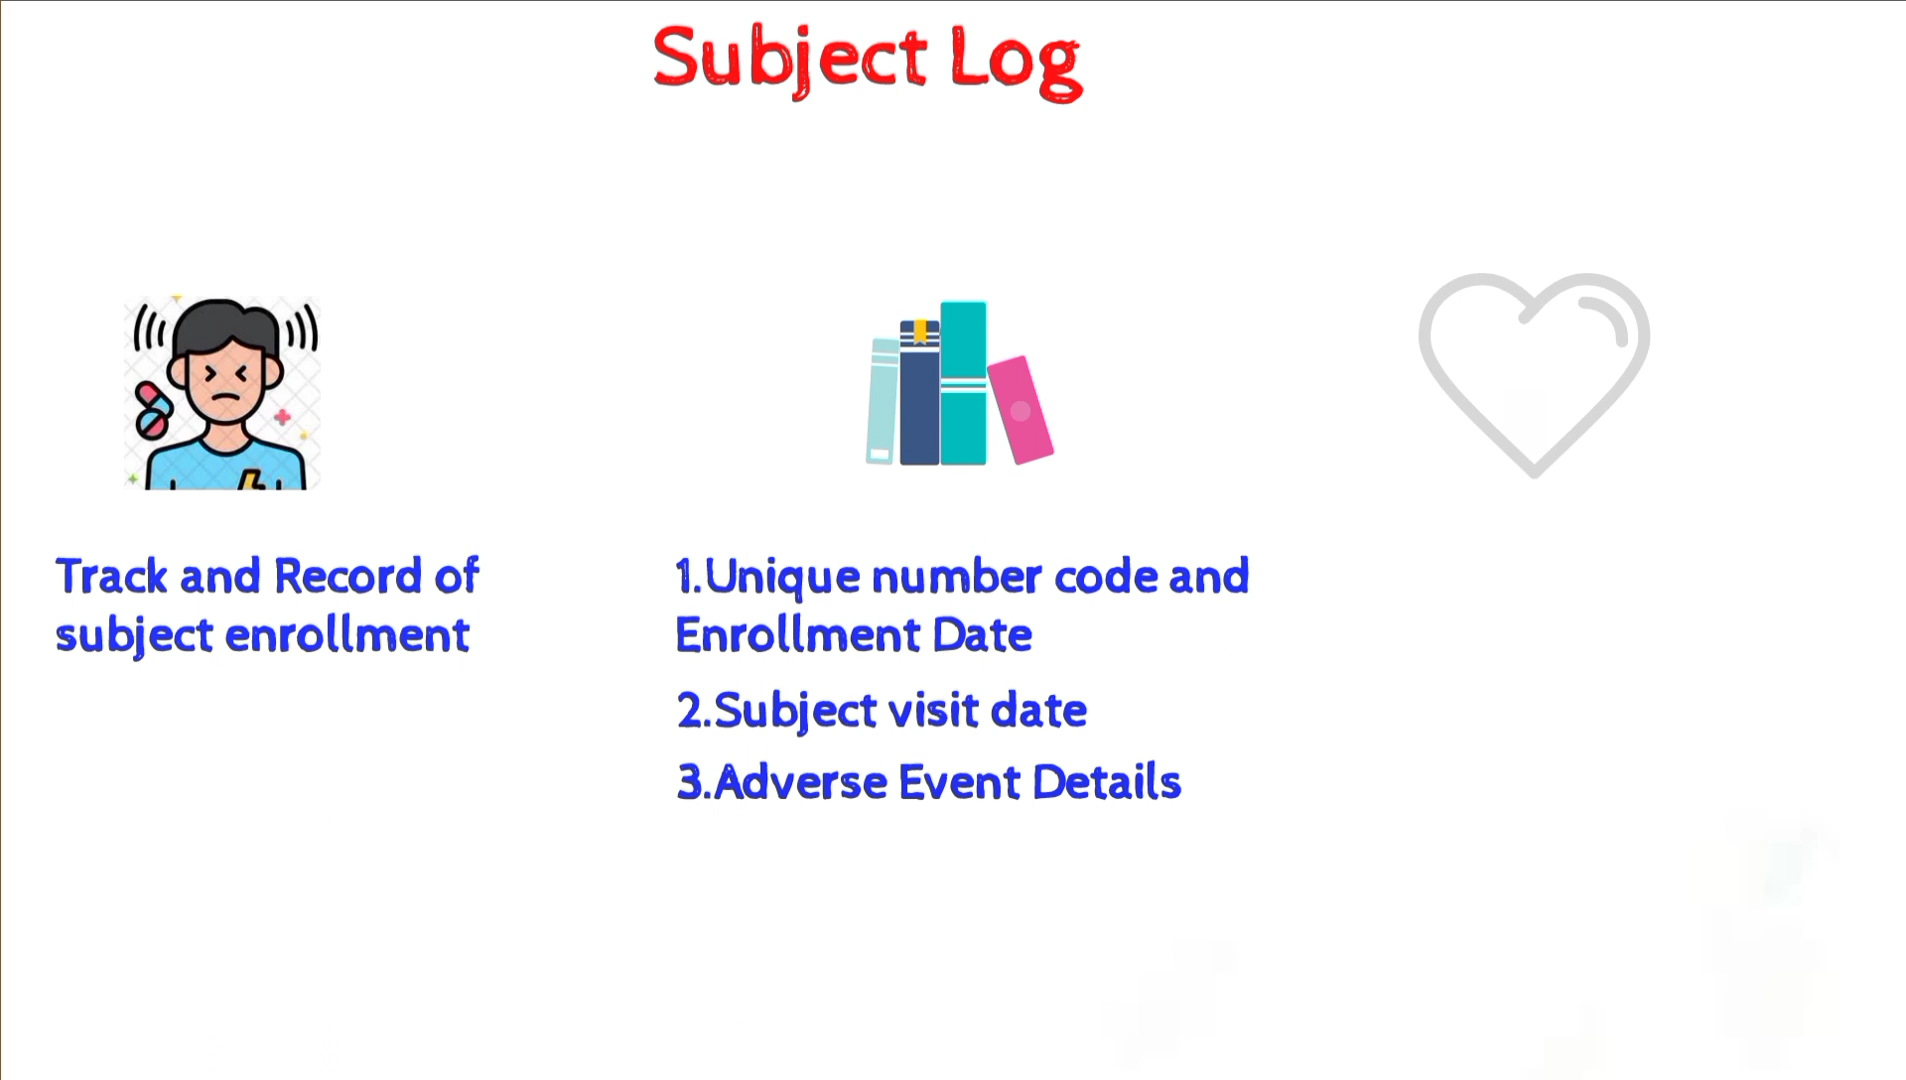 Subject Log
Track and Record of
subject enrollment
1.Unique number code and
Enrollment Date
2.Subject visit date
3.Adverse Event Details